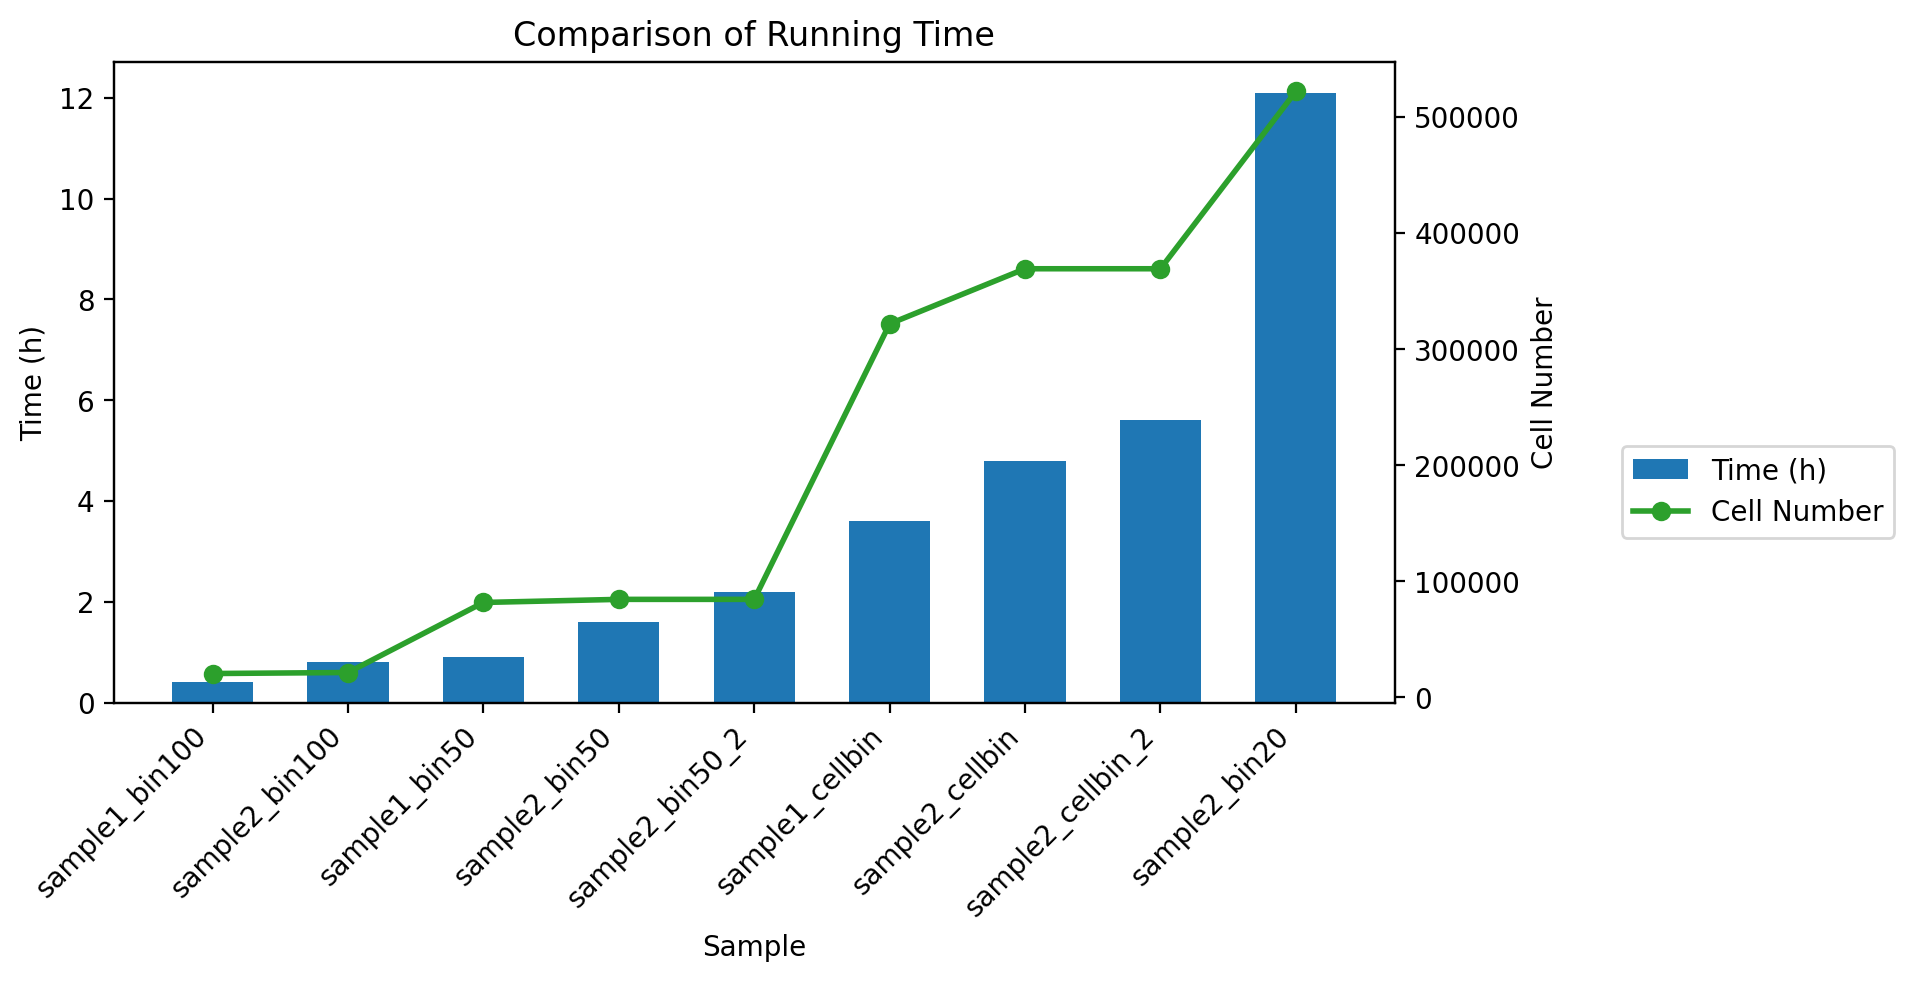 Comparison of Running Time
12
10
8
6
4
2
0
Time (h)
500000
400000
300000
200000
100000
0
Cell Number
Time (h)
Cell Number
sample1_bin100
sample2_bin100
sample1_bin50
sample2_bin50
sample2_bin50_2
sample1_cellbin
sample2_cellbin
sample2_cellbin_2
sample2_bin20
Sample